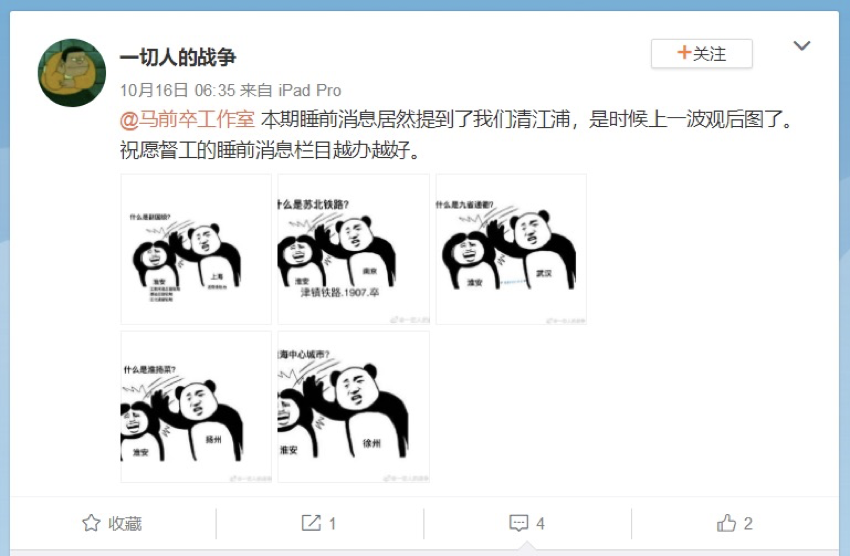 一切人的战争
+关注
10月16日 06:35 来自 iPad Pro
@马前卒工作室 本期睡前消息居然提到了我们清江浦，是时候上一波观后图了。
祝愿督工的睡前消息栏目越办越好。
什么是副国级?
上海
淮安
什么是苏北铁路?
南京
淮安
津镇铁路.1907.卒
什么是九省通衢?
武汉
淮安
什么是淮扬菜?
扬州
淮安
海中心城市?
徐州
淮安
收藏
1
4
2